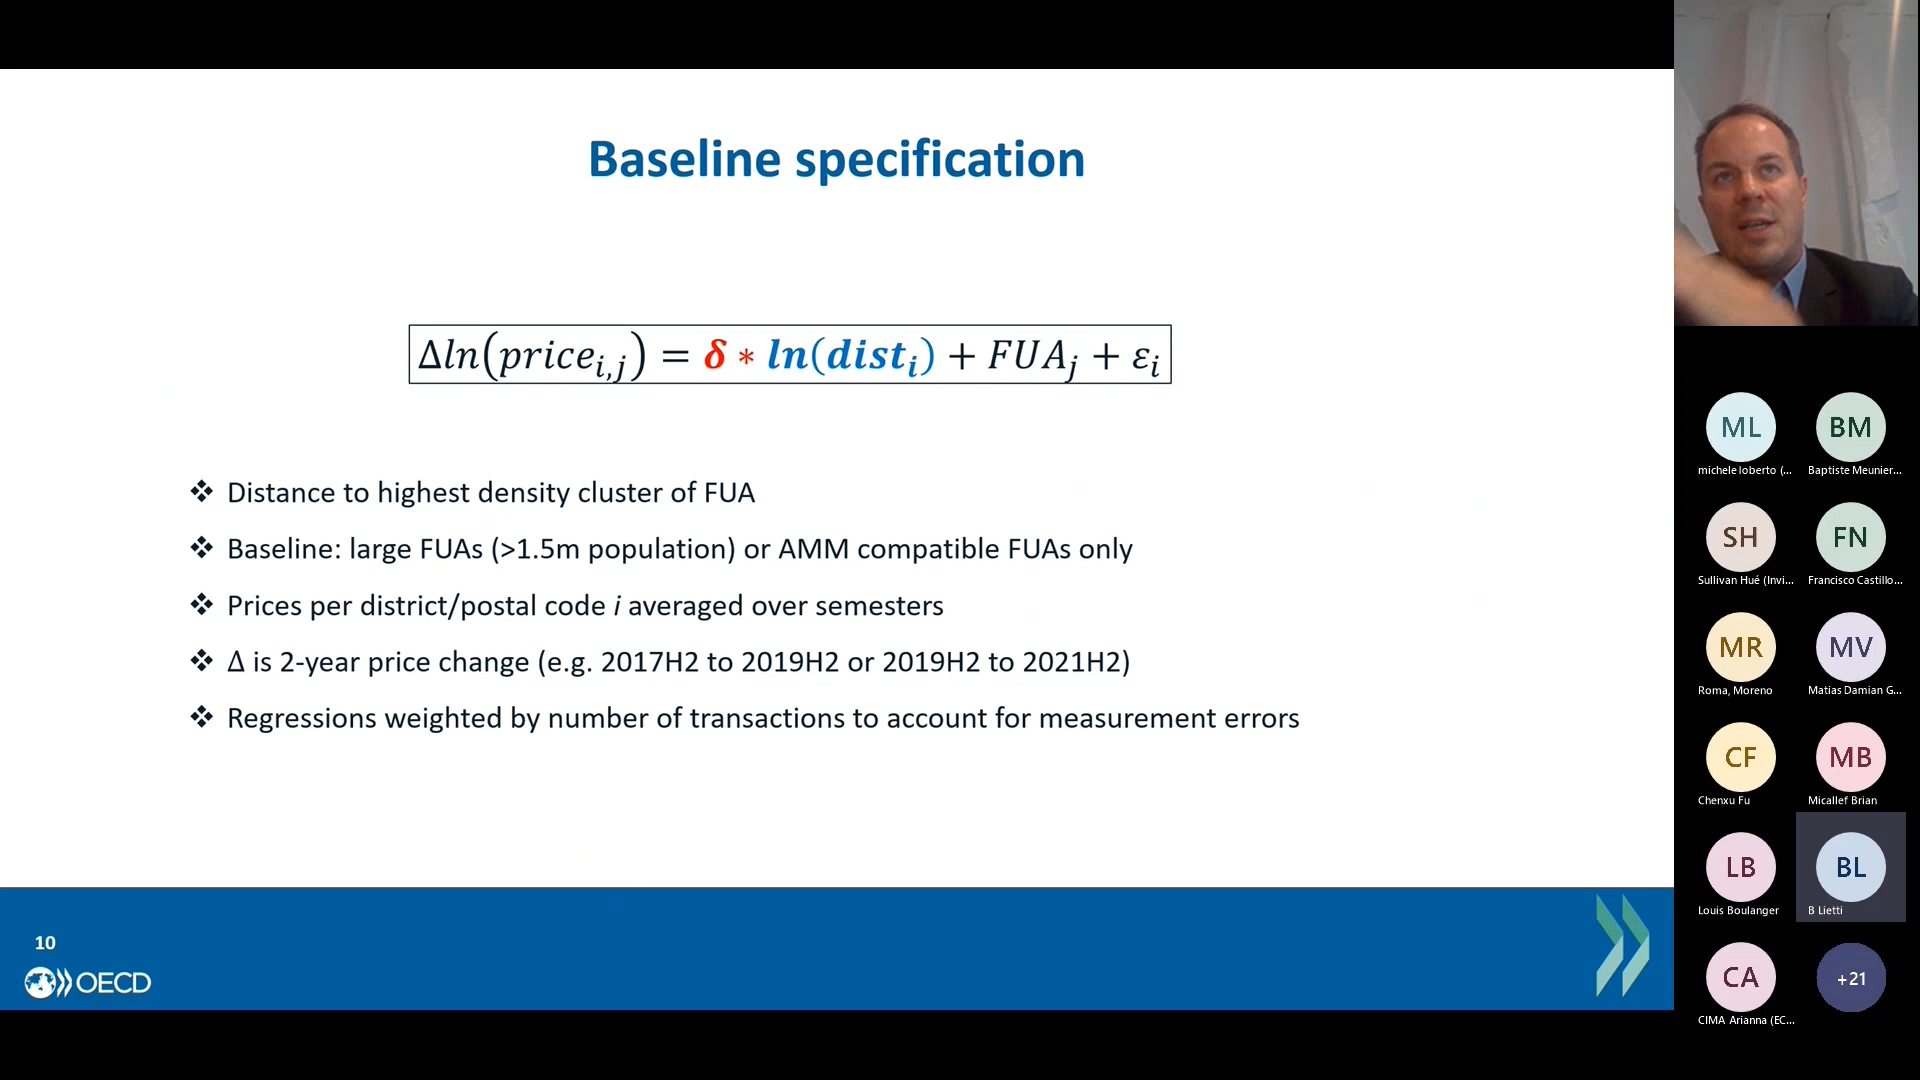 Baseline specification
Δln(price_{i,j}) = δ * ln(dist_i) + FUA_j + ε_i
❖ Distance to highest density cluster of FUA
❖ Baseline: large FUAs (>1.5m population) or AMM compatible FUAs only
❖ Prices per district/postal code i averaged over semesters
❖ Δ is 2-year price change (e.g. 2017H2 to 2019H2 or 2019H2 to 2021H2)
❖ Regressions weighted by number of transactions to account for measurement errors
10
OECD
ML BM
michele loberto (... Baptiste Meunier...
SH FN
Sullivan Hué (Invi... Francisco Castillo...
MR MV
Roma, Moreno Matias Damian G...
CF MB
Chenxu Fu Micallef Brian
LB BL
Louis Boulanger B Lietti
CA +21
CIMA Arianna (EC...